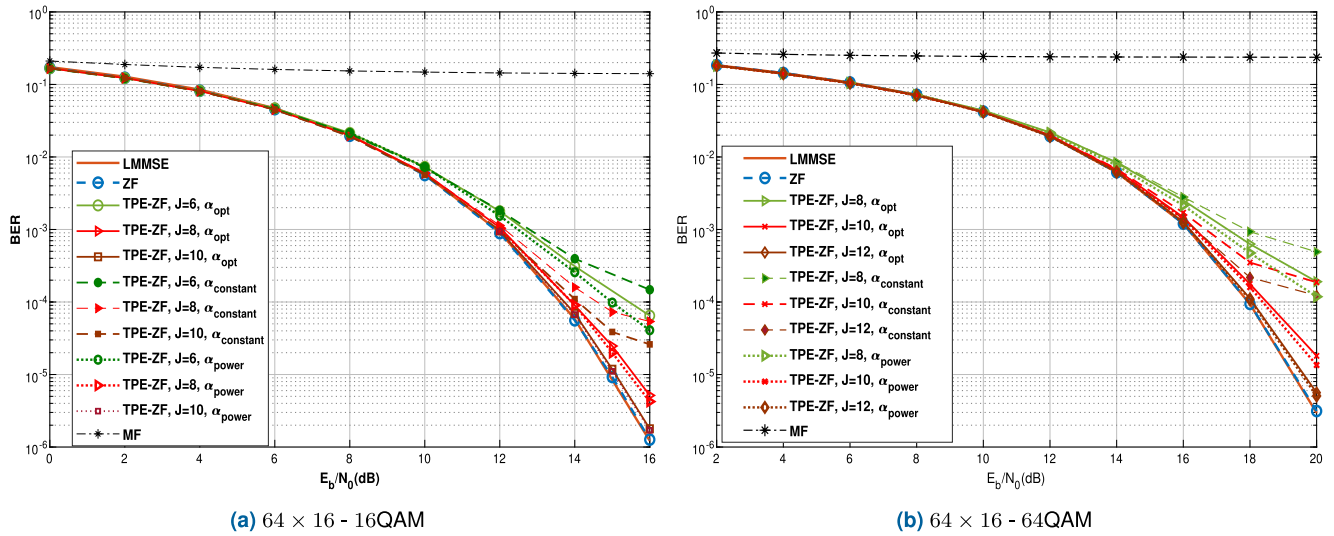 10^0
10^-1
10^-2
10^-3
10^-4
10^-5
10^-6
BER
0 2 4 6 8 10 12 14 16
E_b/N_0(dB)
LMMSE
ZF
TPE-ZF, J=6, α_opt
TPE-ZF, J=8, α_opt
TPE-ZF, J=10, α_opt
TPE-ZF, J=6, α_constant
TPE-ZF, J=8, α_constant
TPE-ZF, J=10, α_constant
TPE-ZF, J=6, α_power
TPE-ZF, J=8, α_power
TPE-ZF, J=10, α_power
MF
(a) 64 × 16 - 16QAM
10^0
10^-1
10^-2
10^-3
10^-4
10^-5
10^-6
BER
2 4 6 8 10 12 14 16 18 20
E_b/N_0(dB)
LMMSE
ZF
TPE-ZF, J=8, α_opt
TPE-ZF, J=10, α_opt
TPE-ZF, J=12, α_opt
TPE-ZF, J=8, α_constant
TPE-ZF, J=10, α_constant
TPE-ZF, J=12, α_constant
TPE-ZF, J=8, α_power
TPE-ZF, J=10, α_power
TPE-ZF, J=12, α_power
MF
(b) 64 × 16 - 64QAM